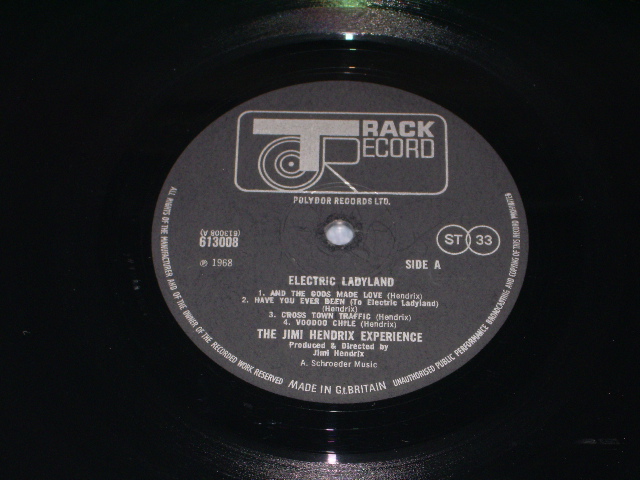 TRACK
RECORD
POLYDOR RECORDS LTD.
(613008 A)
613008
ST 33
℗ 1968
SIDE A
ELECTRIC LADYLAND
1. AND THE GODS MADE LOVE (Hendrix)
2. HAVE YOU EVER BEEN (To Electric Ladyland)
(Hendrix)
3. CROSS TOWN TRAFFIC (Hendrix)
4. VOODOO CHILE (Hendrix)
THE JIMI HENDRIX EXPERIENCE
Produced & Directed by
Jimi Hendrix
A. Schroeder Music
ALL RIGHTS OF THE MANUFACTURER AND OF THE OWNER OF THE RECORDED WORK RESERVED
MADE IN Gt. BRITAIN
UNAUTHORISED PUBLIC PERFORMANCE BROADCASTING AND COPYING OF THIS RECORD PROHIBITED